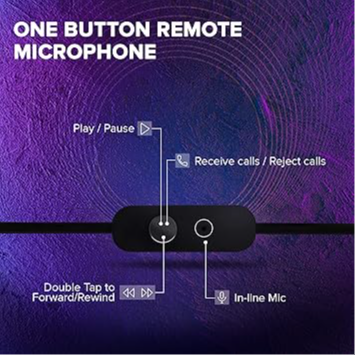 ONE BUTTON REMOTE
MICROPHONE
Play / Pause
Receive calls / Reject calls
Double Tap to
Forward/Rewind
In-line Mic